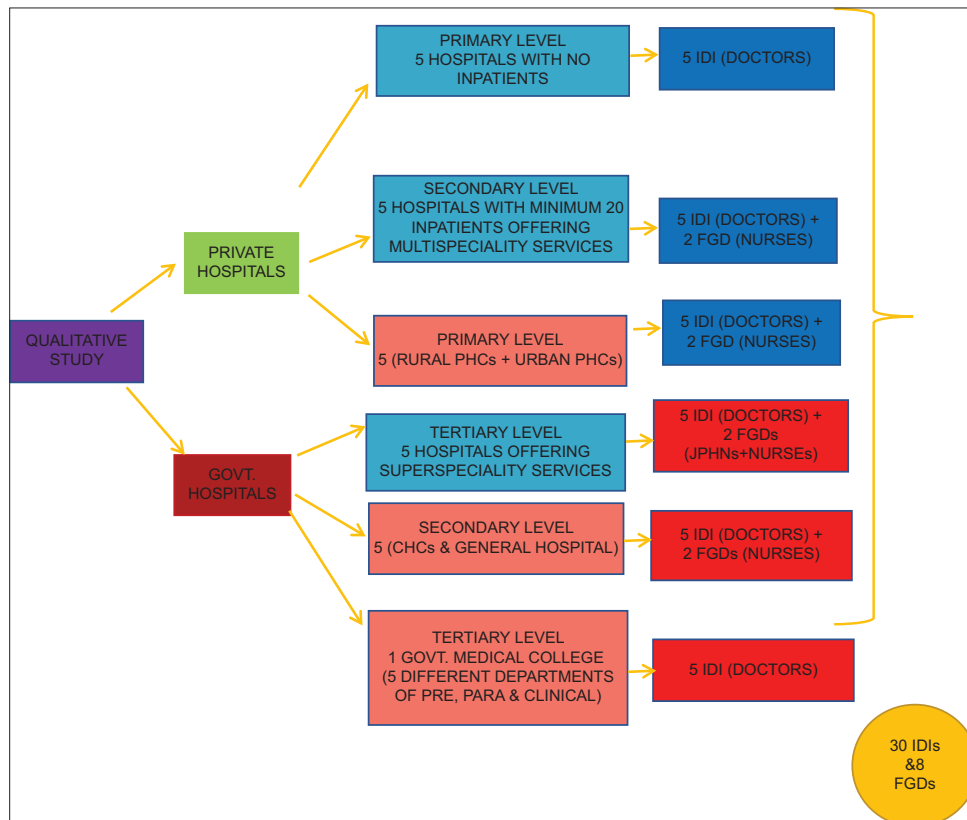 PRIMARY LEVEL
5 HOSPITALS WITH NO
INPATIENTS
5 IDI (DOCTORS)
SECONDARY LEVEL
5 HOSPITALS WITH MINIMUM 20
INPATIENTS OFFERING
MULTISPECIALITY SERVICES
5 IDI (DOCTORS) +
2 FGD (NURSES)
PRIVATE
HOSPITALS
PRIMARY LEVEL
5 (RURAL PHCs + URBAN PHCs)
5 IDI (DOCTORS) +
2 FGD (NURSES)
QUALITATIVE
STUDY
TERTIARY LEVEL
5 HOSPITALS OFFERING
SUPERSPECIALITY SERVICES
5 IDI (DOCTORS) +
2 FGDs
(JPHNs+NURSEs)
GOVT.
HOSPITALS
SECONDARY LEVEL
5 (CHCs & GENERAL HOSPITAL)
5 IDI (DOCTORS) +
2 FGDs (NURSES)
TERTIARY LEVEL
1 GOVT. MEDICAL COLLEGE
(5 DIFFERENT DEPARTMENTS
OF PRE, PARA & CLINICAL)
5 IDI (DOCTORS)
30 IDIs
&8
FGDs